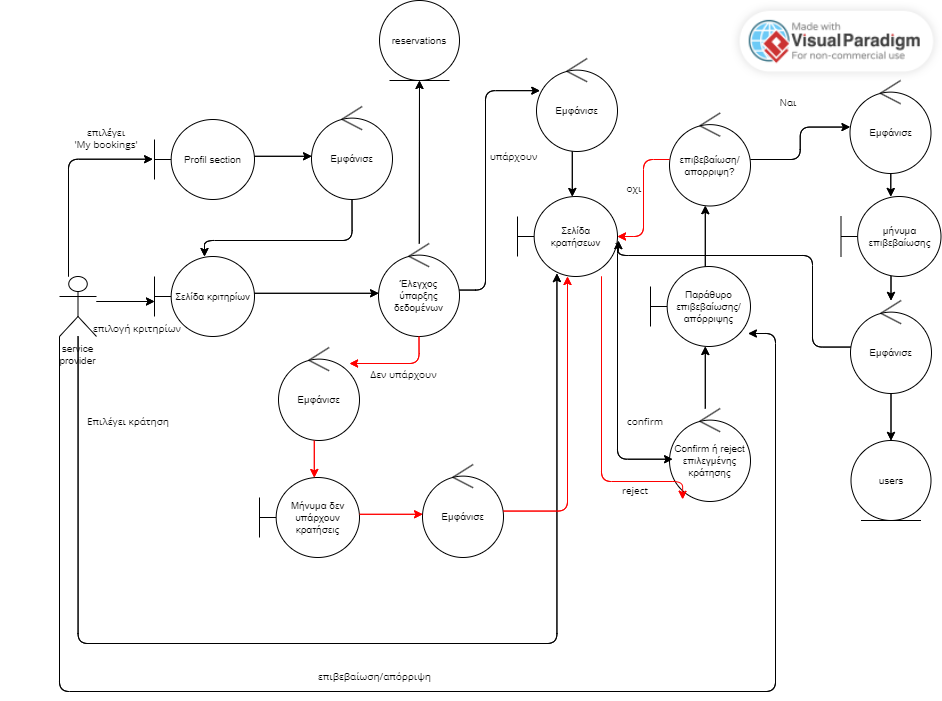 reservations
Made with
Visual Paradigm
For non-commercial use
επιλέγει
'My bookings'
Profil section
Εμφάνισε
υπάρχουν
Εμφάνισε
Ναι
επιβεβαίωση/
απορριψη?
Εμφάνισε
οχι
Σελίδα
κρατήσεων
μήνυμα
επιβεβαίωσης
Σελίδα κριτηρίων
Έλεγχος
ύπαρξης
δεδομένων
Παράθυρο
επιβεβαίωσης/
απόρριψης
επιλογή κριτηρίων
service
provider
Δεν υπάρχουν
Εμφάνισε
Εμφάνισε
Επιλέγει κράτηση
confirm
Confirm ή reject
επιλεγμένης
κράτησης
reject
users
Μήνυμα δεν
υπάρχουν
κρατήσεις
Εμφάνισε
επιβεβαίωση/απόρριψη